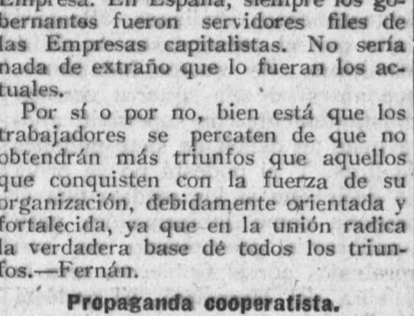 Empresa. En España, siempre los go-
bernantes fueron servidores files de
las Empresas capitalistas. No sería
nada de extraño que lo fueran los ac-
tuales.
Por sí o por no, bien está que los
trabajadores se percaten de que no
obtendrán más triunfos que aquellos
que conquisten con la fuerza de su
organización, debidamente orientada y
fortalecida, ya que en la unión radica
la verdadera base dé todos los triun-
fos.—Fernán.
Propaganda cooperatista.